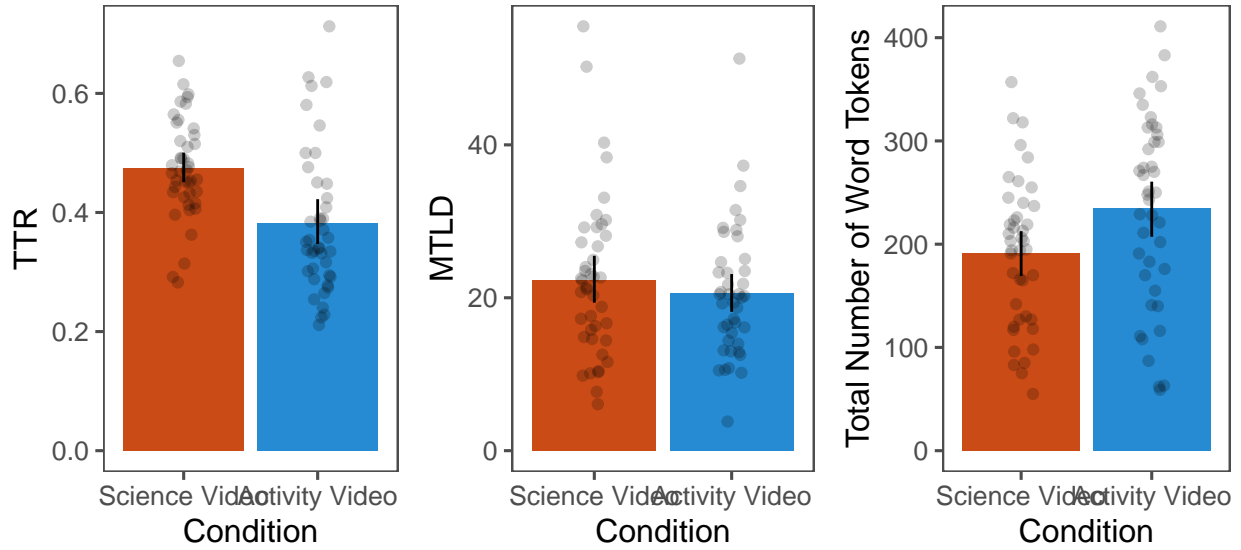 TTR
0.6
0.4
0.2
0.0
Science Video
Activity Video
Condition
MTLD
40
20
0
Science Video
Activity Video
Condition
Total Number of Word Tokens
400
300
200
100
0
Science Video
Activity Video
Condition